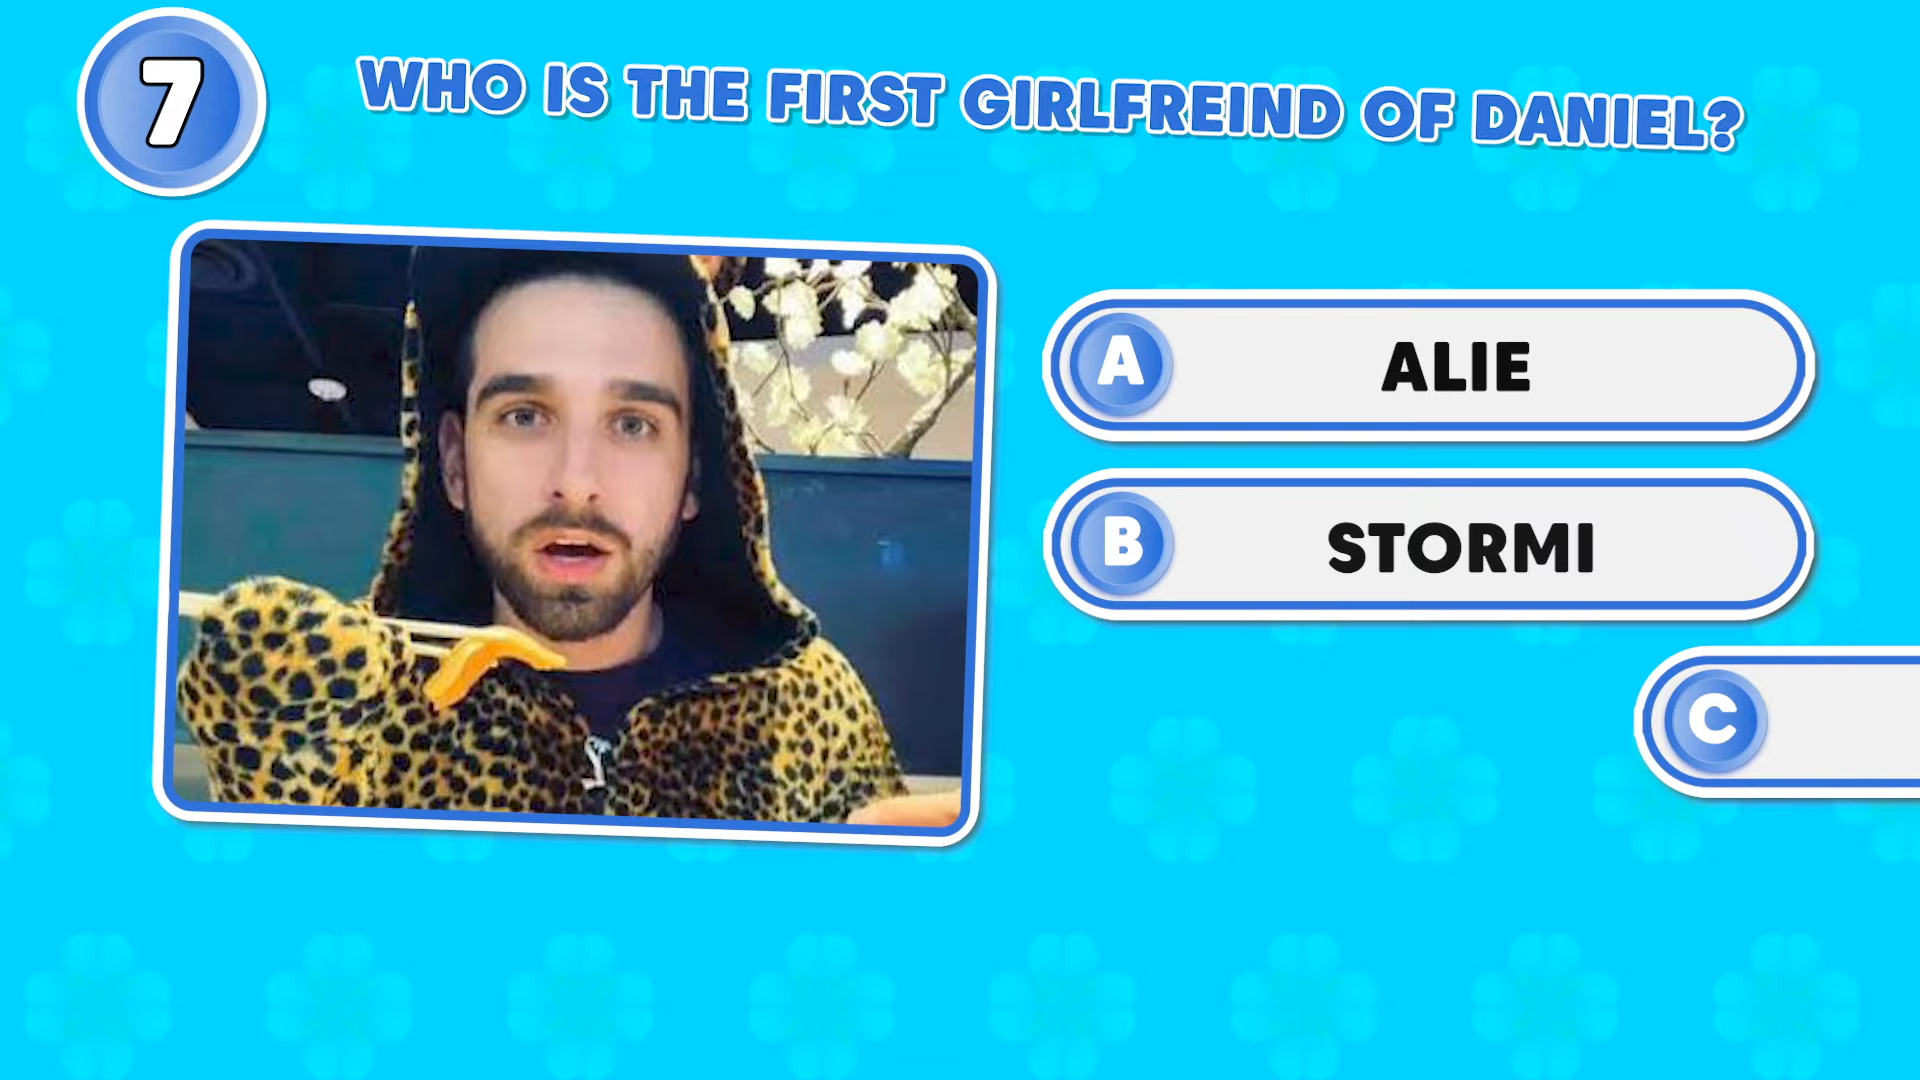 7
WHO IS THE FIRST GIRLFREIND OF DANIEL?
A ALIE
B STORMI
C